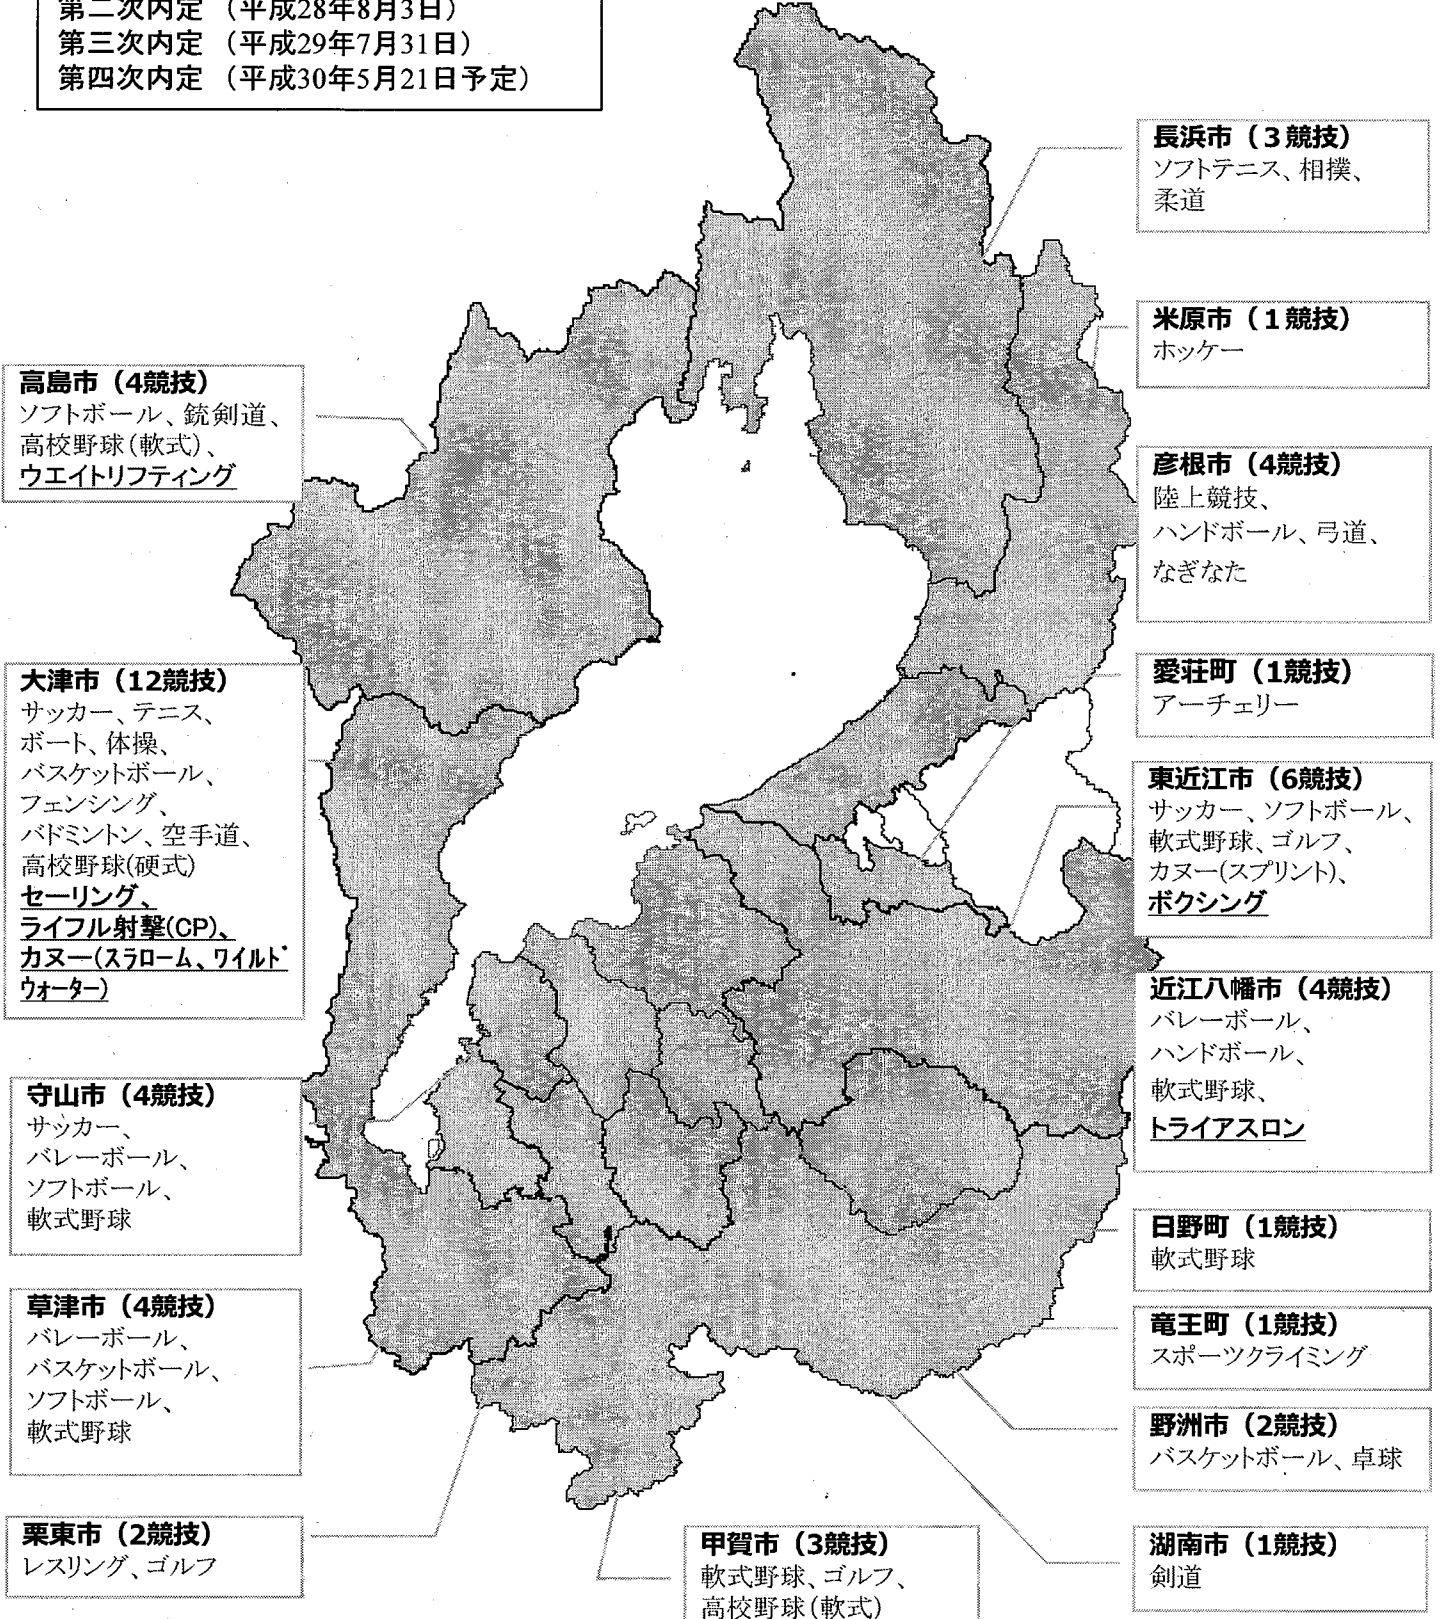 第二次内定 （平成28年8月3日）
第三次内定 （平成29年7月31日）
第四次内定 （平成30年5月21日予定）
長浜市（３競技）
ソフトテニス、相撲、
柔道
米原市（１競技）
ホッケー
高島市（4競技）
ソフトボール、銃剣道、
高校野球（軟式）、
ウエイトリフティング
彦根市（4競技）
陸上競技、
ハンドボール、弓道、
なぎなた
大津市（12競技）
サッカー、テニス、
ボート、体操、
バスケットボール、
フェンシング、
バドミントン、空手道、
高校野球(硬式)
セーリング、
ライフル射撃(CP)、
カヌー(スラローム、ワイルド
ウォーター)
愛荘町（1競技）
アーチェリー
東近江市（6競技）
サッカー、ソフトボール、
軟式野球、ゴルフ、
カヌー(スプリント)、
ボクシング
近江八幡市（4競技）
バレーボール、
ハンドボール、
軟式野球、
トライアスロン
守山市（4競技）
サッカー、
バレーボール、
ソフトボール、
軟式野球
日野町（1競技）
軟式野球
草津市（4競技）
バレーボール、
バスケットボール、
ソフトボール、
軟式野球
竜王町（1競技）
スポーツクライミング
野洲市（2競技）
バスケットボール、卓球
栗東市（2競技）
レスリング、ゴルフ
甲賀市（3競技）
軟式野球、ゴルフ、
高校野球（軟式）
湖南市（1競技）
剣道